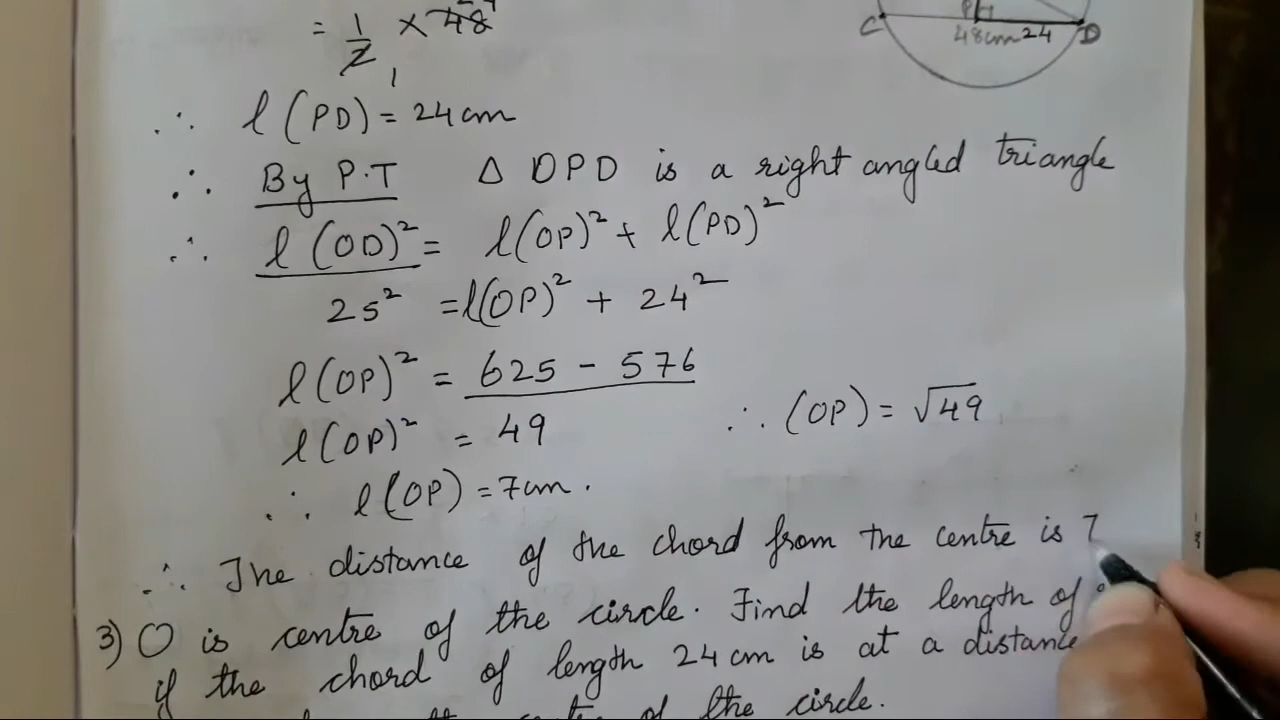 = 1/2 × 48
C P 48cm 24 D
1
∴ l (PD) = 24 cm
∴ By P.T Δ OPD is a right angled triangle
∴ l (OD)² = l(OP)² + l(PD)²
25² = l(OP)² + 24²
l(OP)² = 625 - 576
l(OP)² = 49 ∴ (OP) = √49
∴ l (OP) = 7cm.
∴ The distance of the chord from the centre is 7
3) O is centre of the circle. Find the length of
if the chord of length 24 cm is at a distance
of the circle.